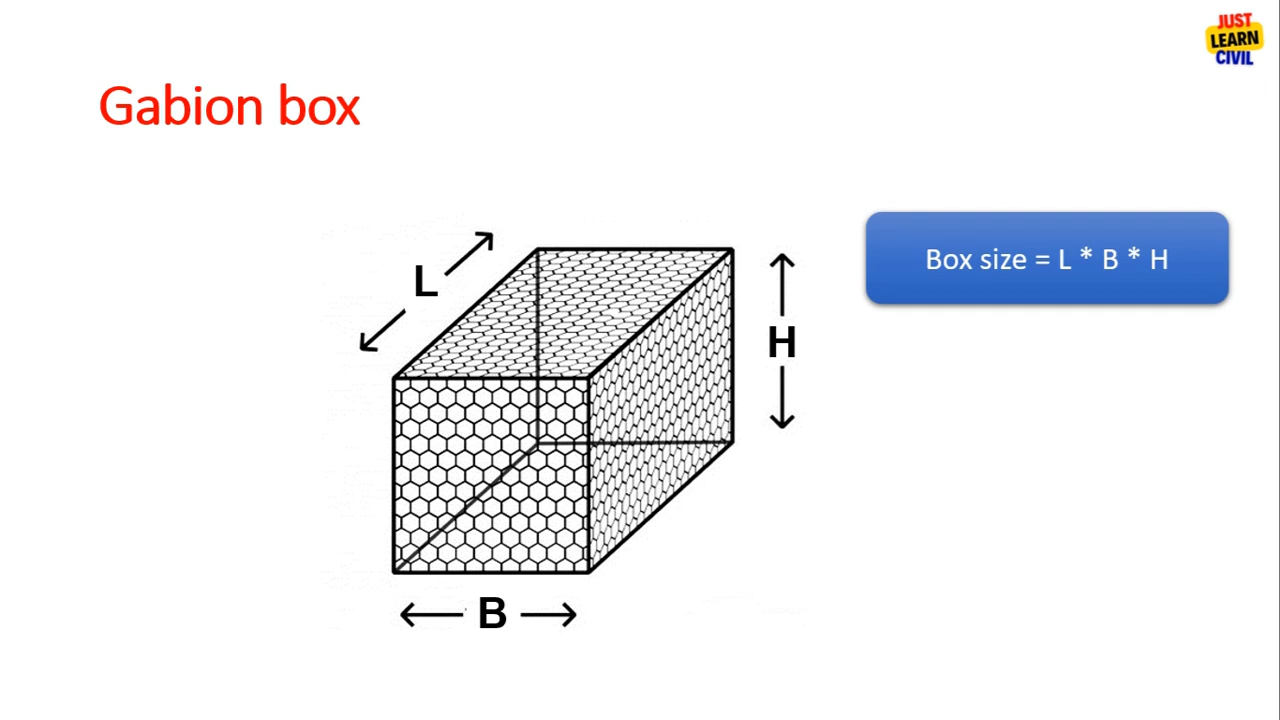 JUST
LEARN
CIVIL
Gabion box
L
Box size = L * B * H
H
B